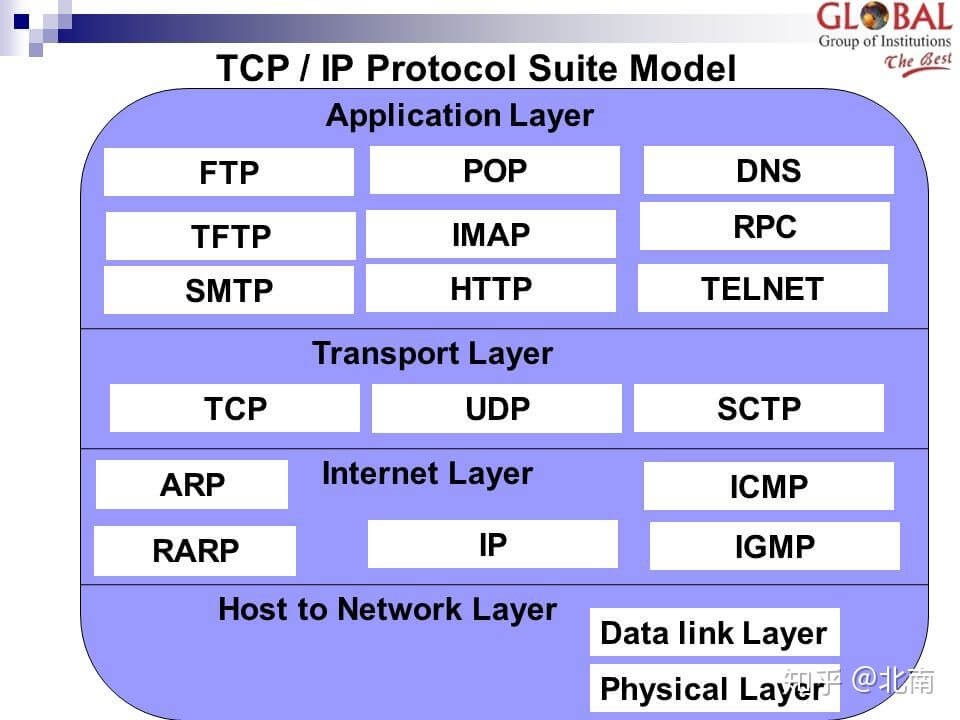 GLOBAL
Group of Institutions
The Best
TCP / IP Protocol Suite Model
Application Layer
FTP
POP
DNS
TFTP
IMAP
RPC
SMTP
HTTP
TELNET
Transport Layer
TCP
UDP
SCTP
Internet Layer
ARP
ICMP
RARP
IP
IGMP
Host to Network Layer
Data link Layer
Physical Layer
知乎 @北南